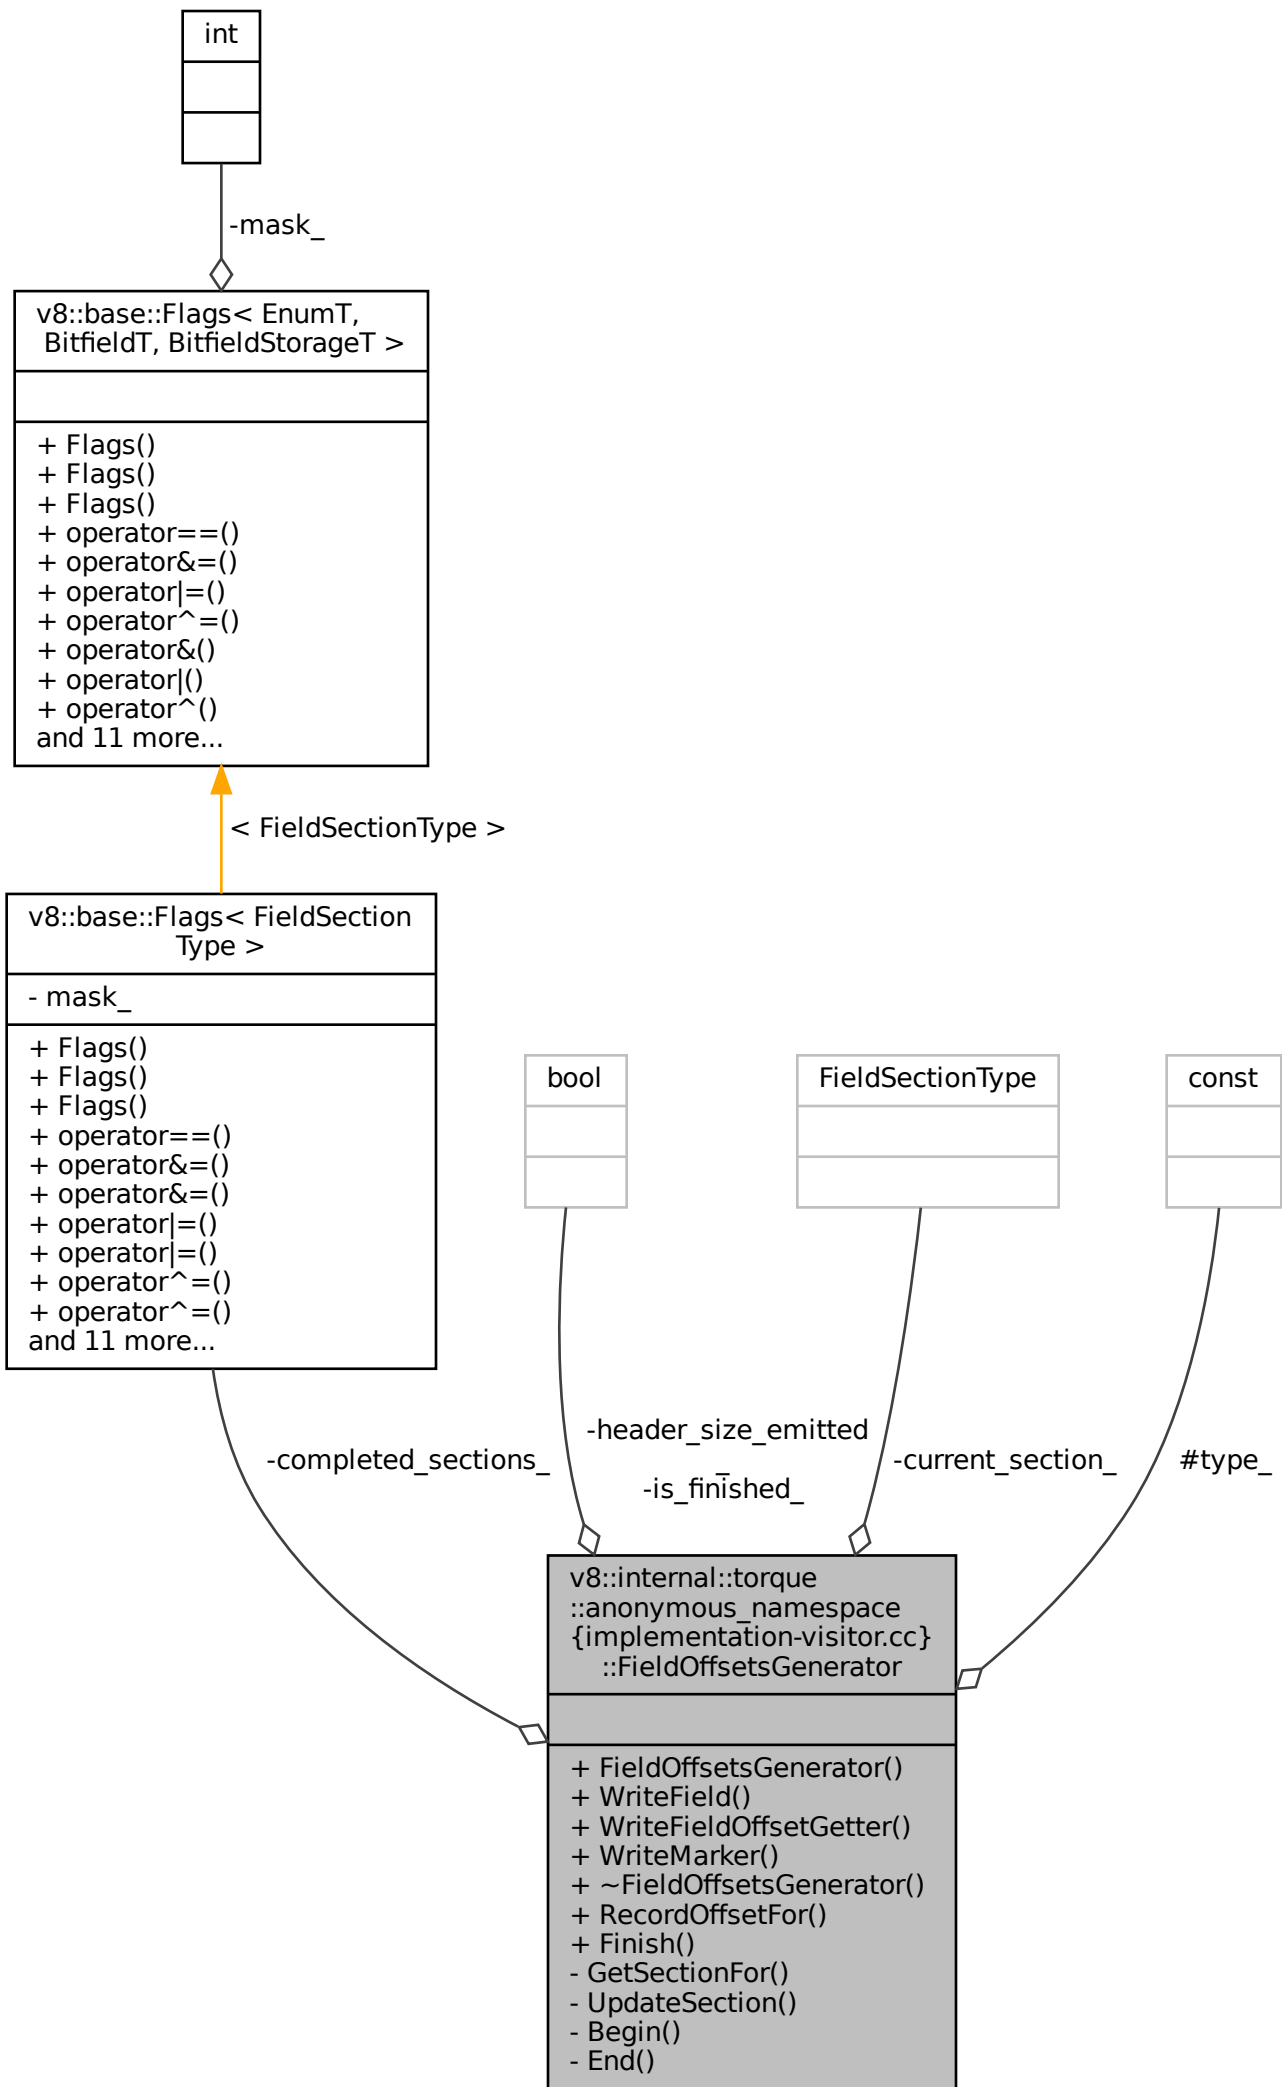 int
-mask_
v8::base::Flags< EnumT,
BitfieldT, BitfieldStorageT >
+ Flags()
+ Flags()
+ Flags()
+ operator==()
+ operator&=()
+ operator|=()
+ operator^=()
+ operator&()
+ operator|()
+ operator^()
and 11 more...
< FieldSectionType >
v8::base::Flags< FieldSection
Type >
- mask_
+ Flags()
+ Flags()
+ Flags()
+ operator==()
+ operator&=()
+ operator&=()
+ operator|=()
+ operator|=()
+ operator^=()
+ operator^=()
and 11 more...
bool
FieldSectionType
const
-completed_sections_
-header_size_emitted
_
-is_finished_
-current_section_
#type_
v8::internal::torque
::anonymous_namespace
{implementation-visitor.cc}
::FieldOffsetsGenerator
+ FieldOffsetsGenerator()
+ WriteField()
+ WriteFieldOffsetGetter()
+ WriteMarker()
+ ~FieldOffsetsGenerator()
+ RecordOffsetFor()
+ Finish()
- GetSectionFor()
- UpdateSection()
- Begin()
- End()